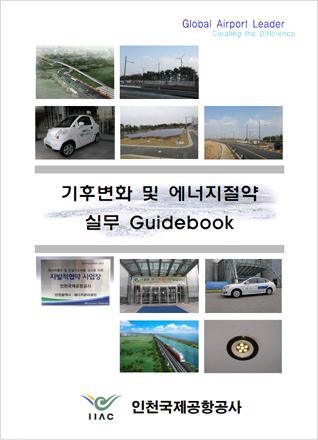 Global Airport Leader
Creating the Difference
기후변화 및 에너지절약
실무 Guidebook
자발적협약 사업장
인천국제공항공사
IIAC 인천국제공항공사